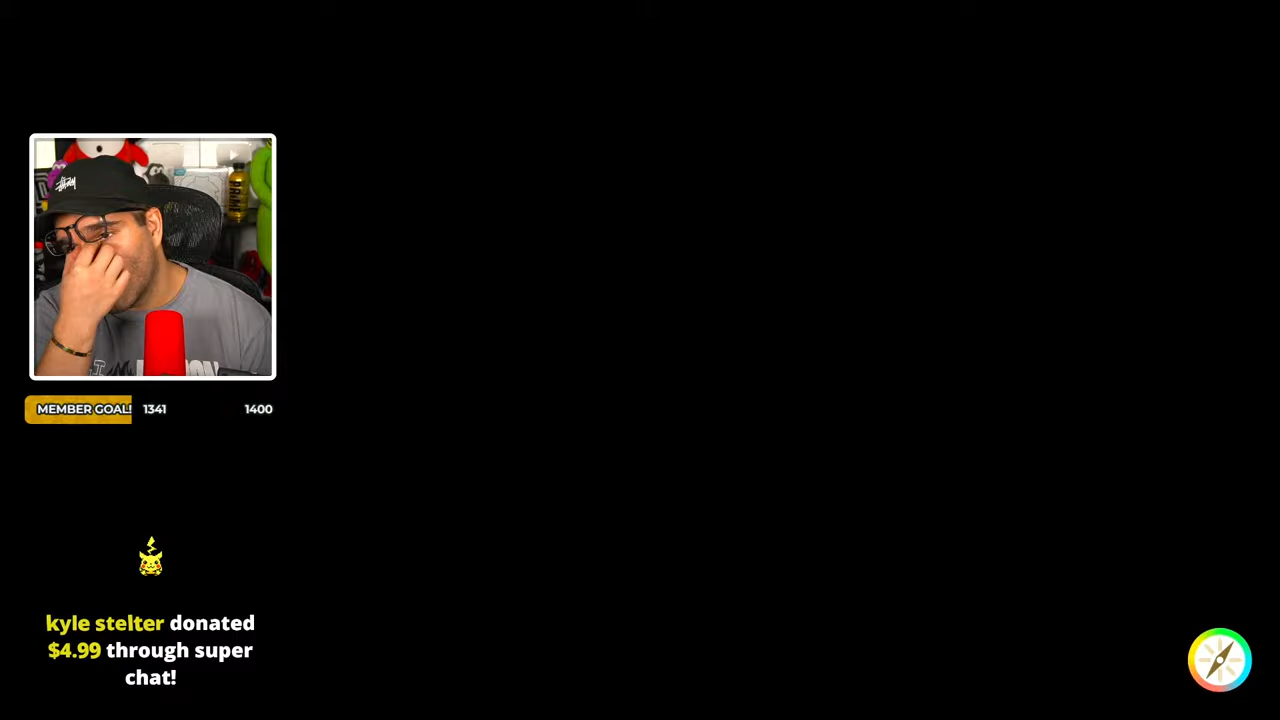 MEMBER GOAL! 1341 1400
kyle stelter donated
$4.99 through super
chat!